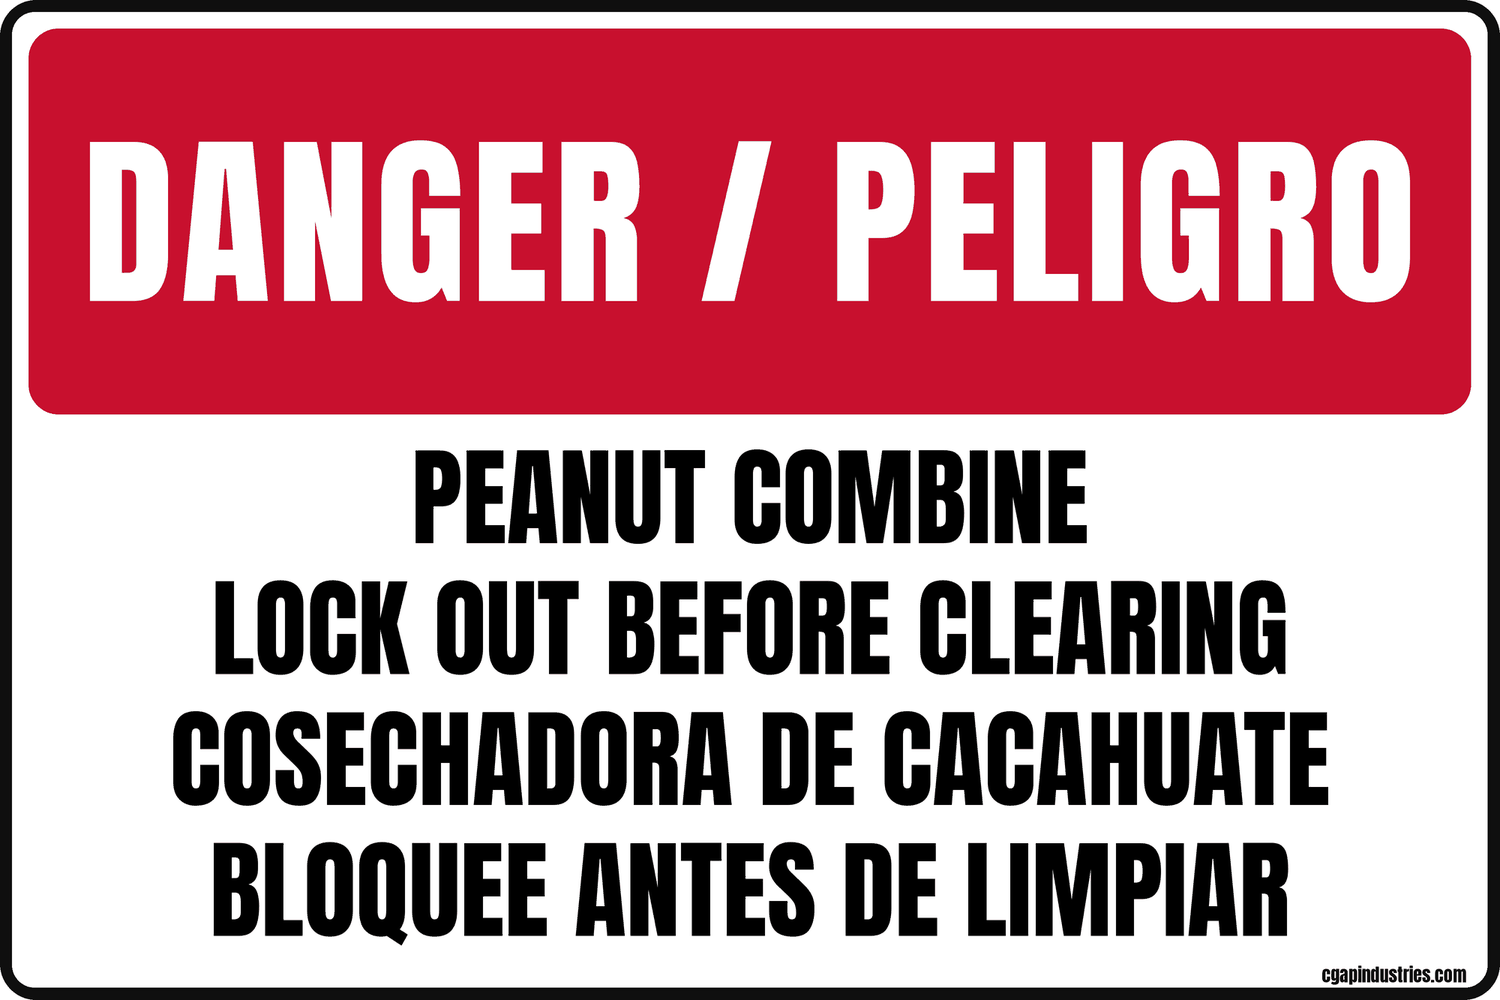 DANGER / PELIGRO
PEANUT COMBINE
LOCK OUT BEFORE CLEARING
COSECHADORA DE CACAHUATE
BLOQUEE ANTES DE LIMPIAR
cgapindustries.com